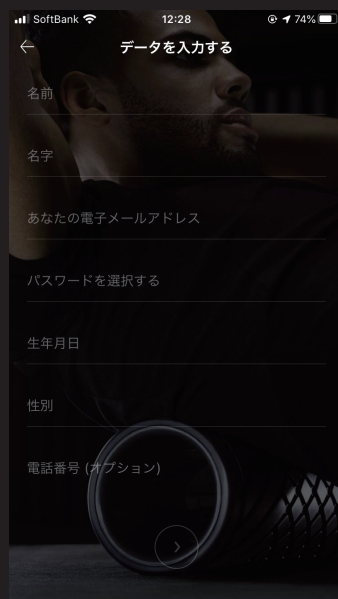 SoftBank 12:28 74%
データを入力する
名前
名字
あなたの電子メールアドレス
パスワードを選択する
生年月日
性別
電話番号 (オプション)